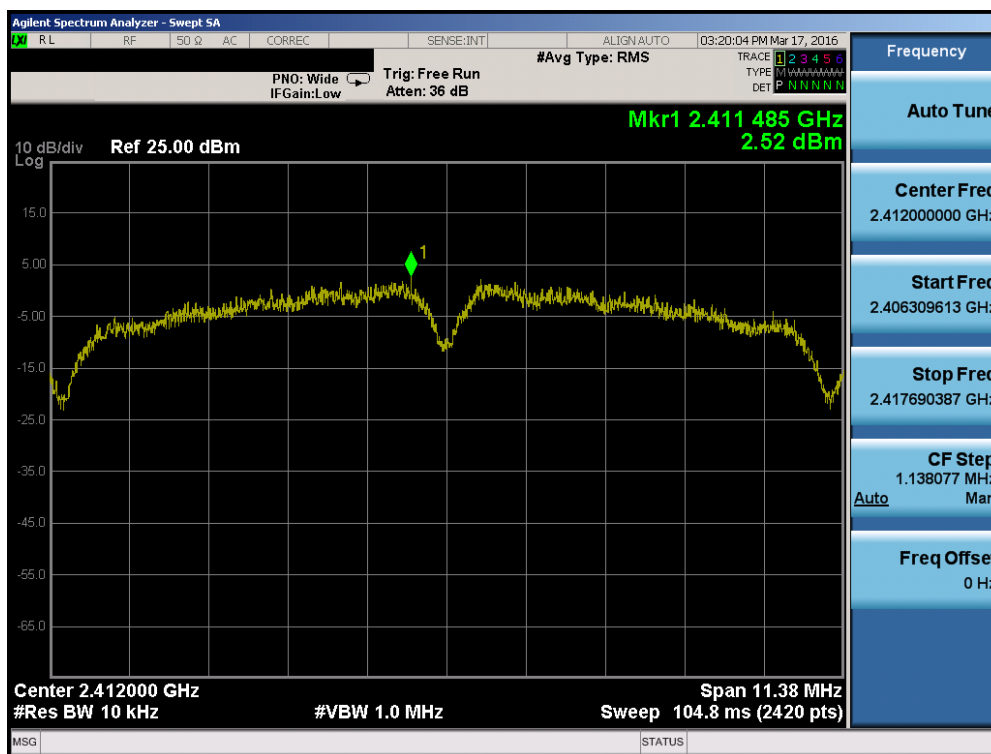 Agilent Spectrum Analyzer - Swept SA
LXI RL RF 50 Ω AC CORREC SENSE:INT ALIGN AUTO 03:20:04 PM Mar 17, 2016
#Avg Type: RMS TRACE 1 2 3 4 5 6
PNO: Wide Trig: Free Run TYPE M
IFGain:Low Atten: 36 dB DET P N N N N N
Frequency
Mkr1 2.411 485 GHz
2.52 dBm
10 dB/div Ref 25.00 dBm
Log
15.0
5.00
-5.00
-15.0
-25.0
-35.0
-45.0
-55.0
-65.0
1
Auto Tune
Center Freq
2.412000000 GHz
Start Freq
2.406309613 GHz
Stop Freq
2.417690387 GHz
CF Step
1.138077 MHz
Auto Man
Freq Offset
0 Hz
Center 2.412000 GHz Span 11.38 MHz
#Res BW 10 kHz #VBW 1.0 MHz Sweep 104.8 ms (2420 pts)
MSG STATUS